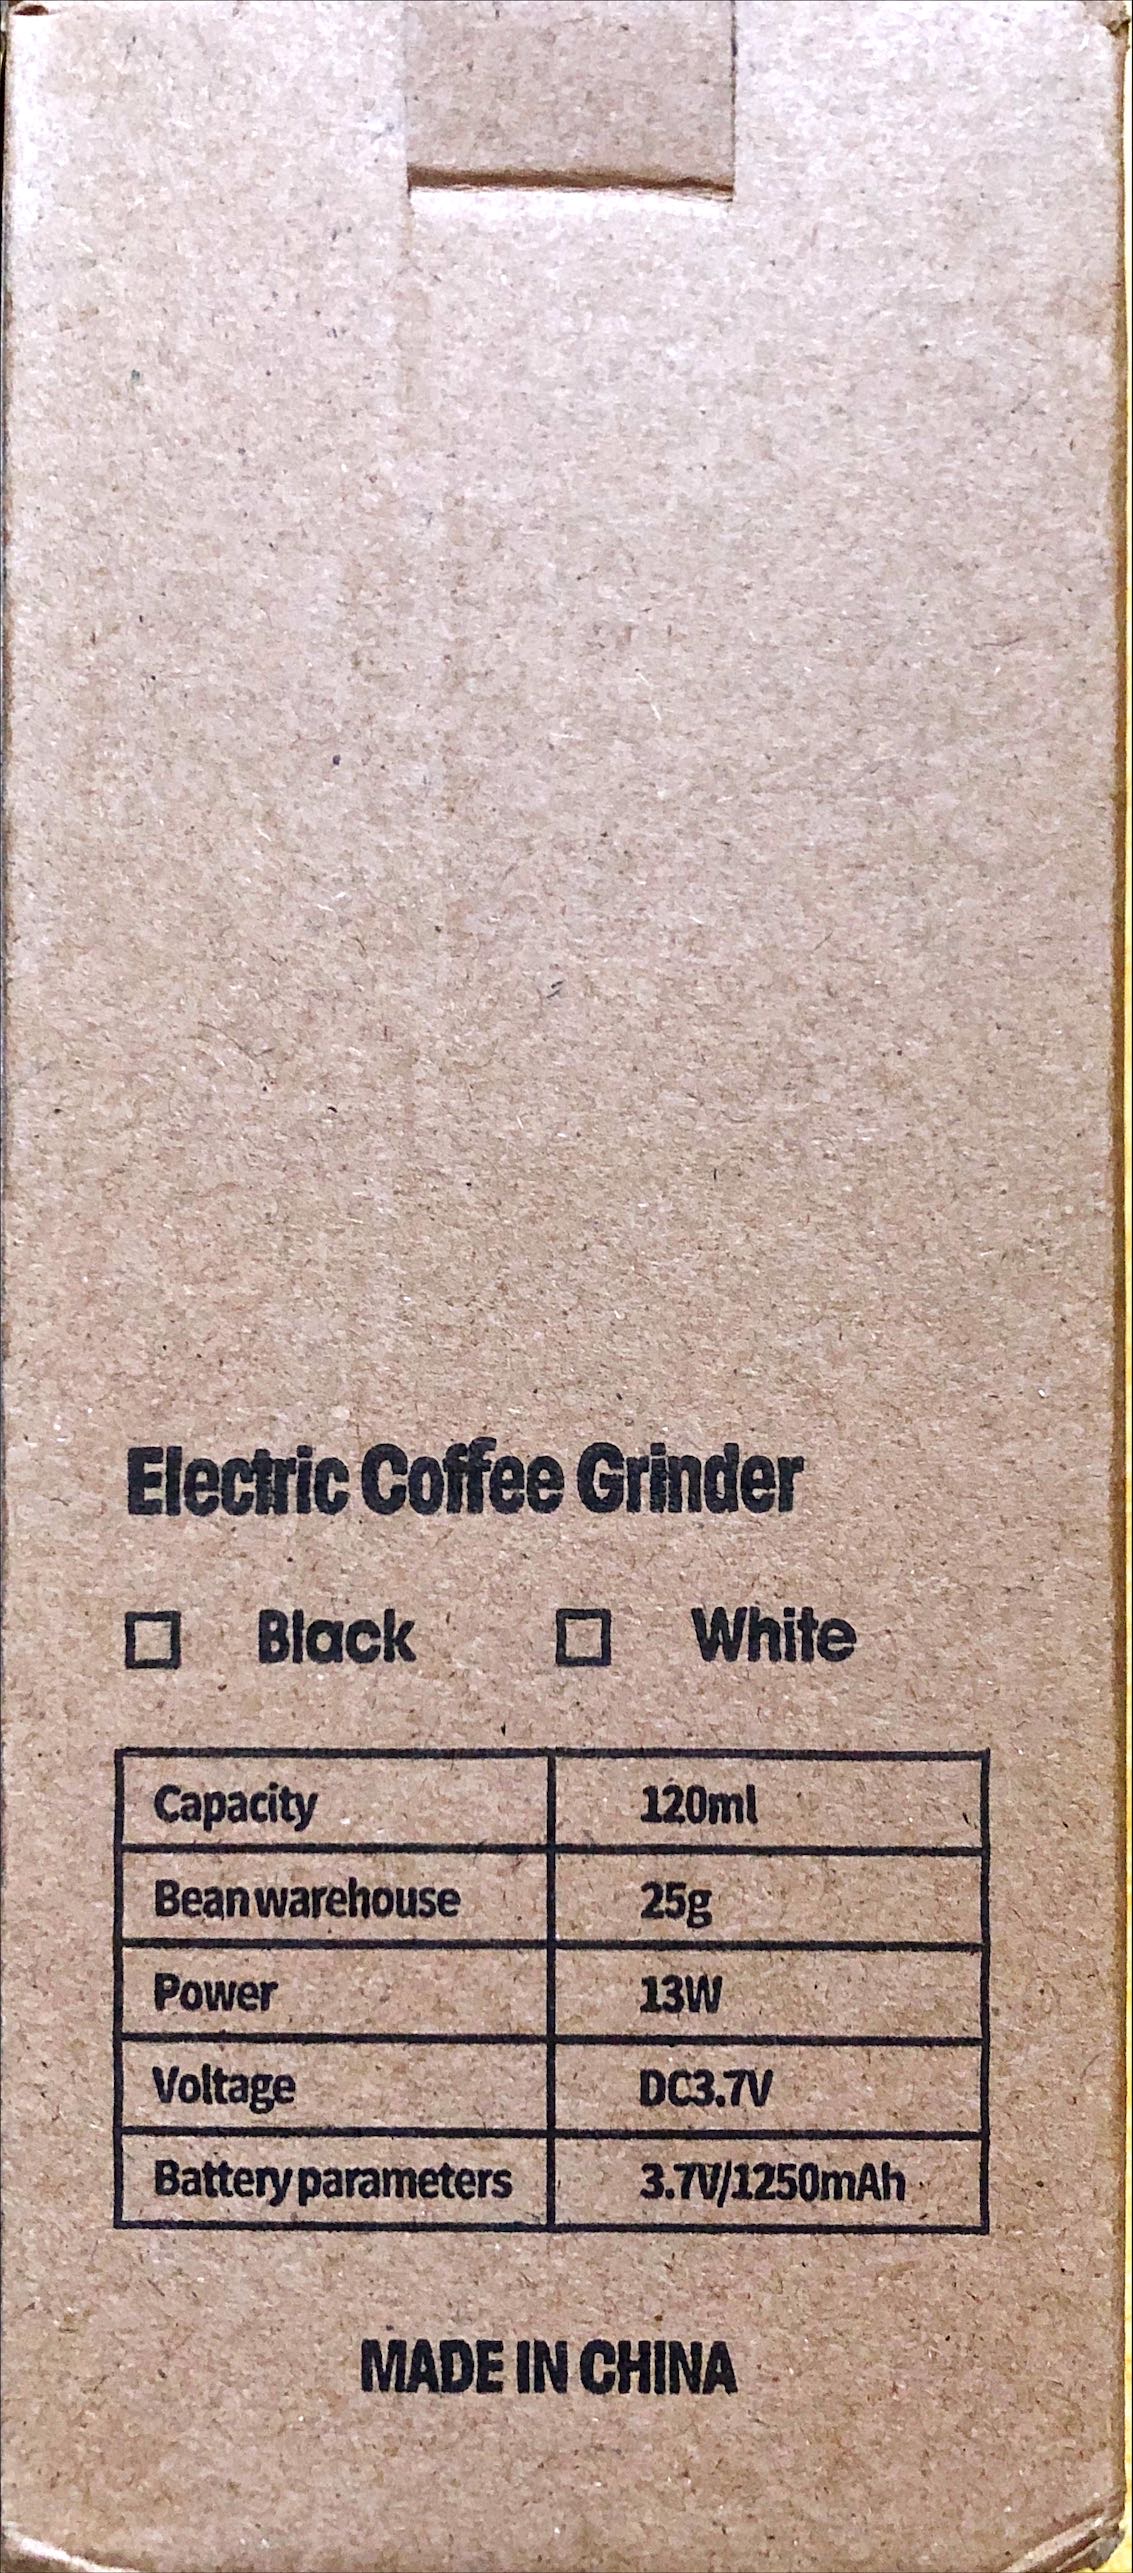 Electric Coffee Grinder
☐ Black ☐ White
Capacity 120ml
Bean warehouse 25g
Power 13W
Voltage DC3.7V
Battery parameters 3.7V/1250mAh
MADE IN CHINA